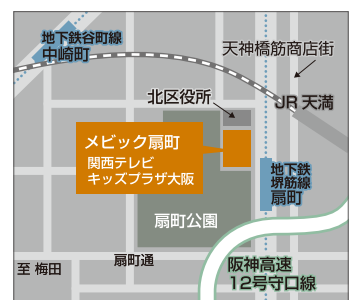 地下鉄谷町線
中崎町
天神橋筋商店街
北区役所
JR 天満
メビック扇町
関西テレビ
キッズプラザ大阪
地下鉄
堺筋線
扇町
扇町公園
扇町通
至 梅田
阪神高速
12号守口線